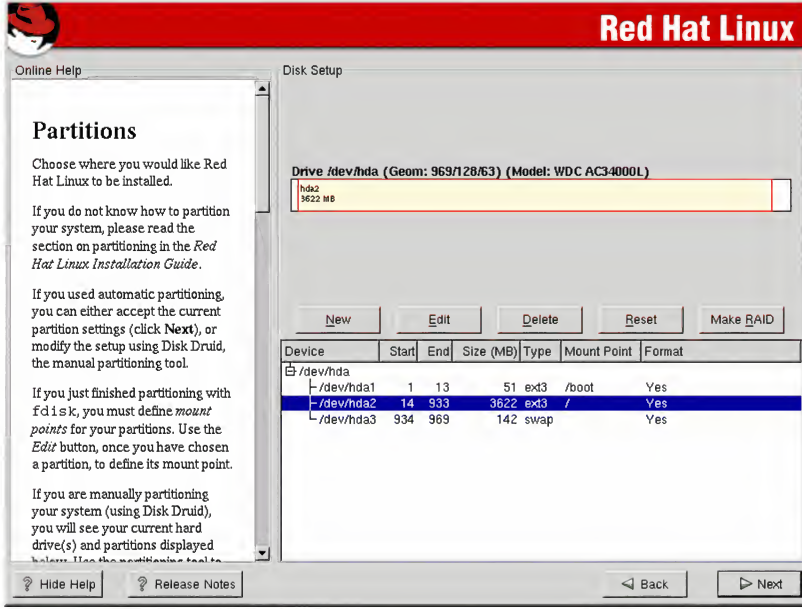 Red Hat Linux
Online Help
Partitions
Choose where you would like Red
Hat Linux to be installed.
If you do not know how to partition
your system, please read the
section on partitioning in the Red
Hat Linux Installation Guide.
If you used automatic partitioning,
you can either accept the current
partition settings (click Next), or
modify the setup using Disk Druid,
the manual partitioning tool.
If you just finished partitioning with
fdisk, you must define mount
points for your partitions. Use the
Edit button, once you have chosen
a partition, to define its mount point.
If you are manually partitioning
your system (using Disk Druid),
you will see your current hard
drive(s) and partitions displayed
below. Use the partitioning tool to
Disk Setup
Drive /dev/hda (Geom: 969/128/63) (Model: WDC AC34000L)
hda2
3622 MB
New Edit Delete Reset Make RAID
Device Start End Size (MB) Type Mount Point Format
/dev/hda
/dev/hda1 1 13 51 ext3 /boot Yes
/dev/hda2 14 933 3622 ext3 / Yes
/dev/hda3 934 969 142 swap Yes
Hide Help Release Notes Back Next